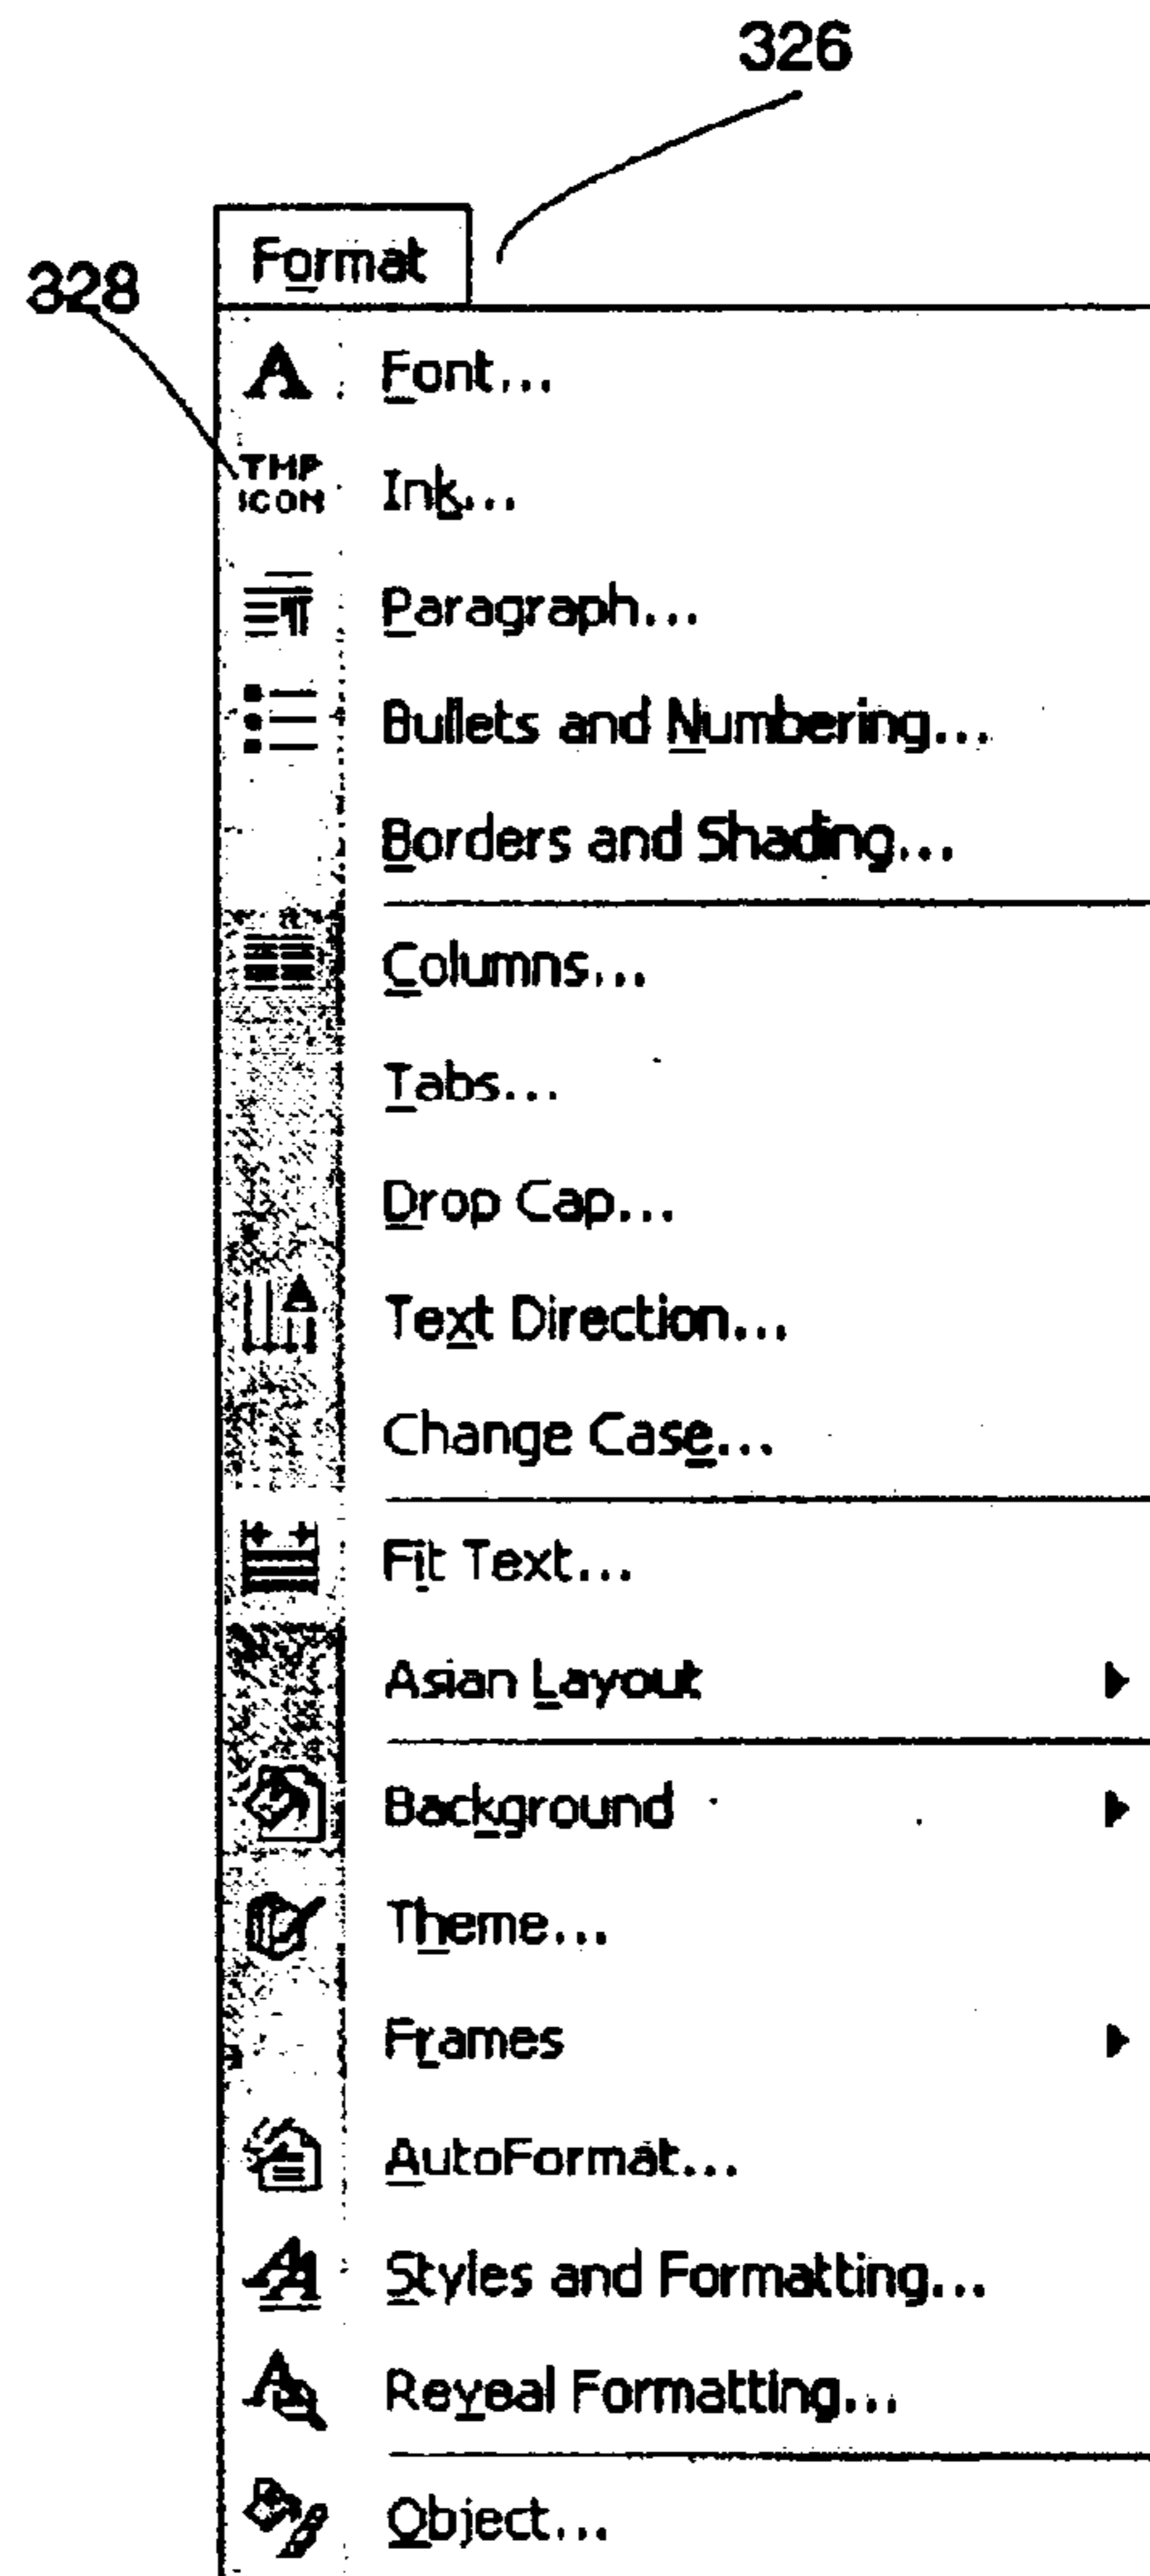 326
Format
328
A Font...
TMP
ICON
Ink...
Paragraph...
Bullets and Numbering...
Borders and Shading...
Columns...
Tabs...
Drop Cap...
Text Direction...
Change Case...
Fit Text...
Asian Layout
Background
Theme...
Frames
AutoFormat...
Styles and Formatting...
Reveal Formatting...
Object...